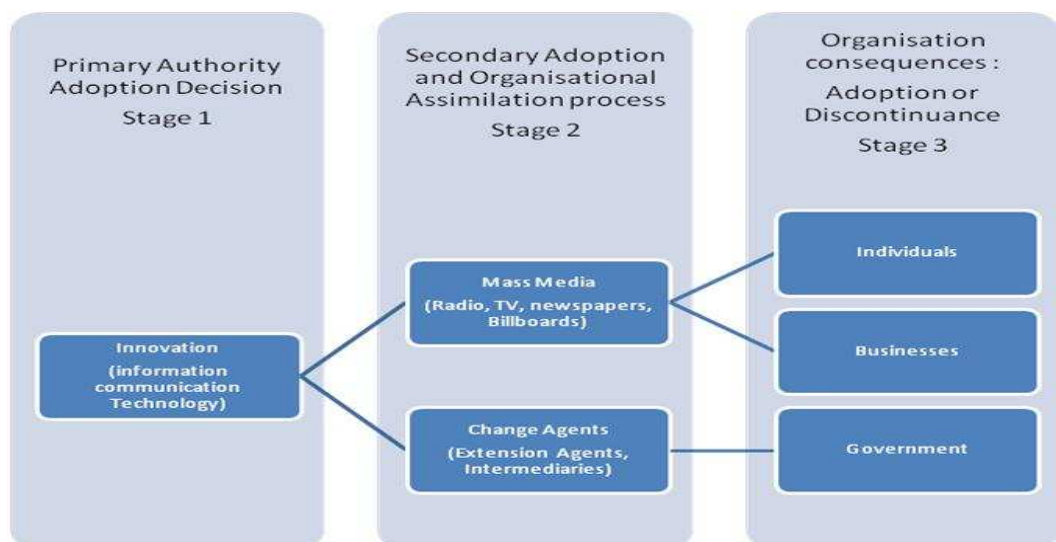 Primary Authority
Adoption Decision
Stage 1
Secondary Adoption
and Organisational
Assimilation process
Stage 2
Organisation
consequences :
Adoption or
Discontinuance
Stage 3
Innovation
(information
communication
Technology)
Mass Media
(Radio, TV, newspapers,
Billboards)
Change Agents
(Extension Agents,
Intermediaries)
Individuals
Businesses
Government